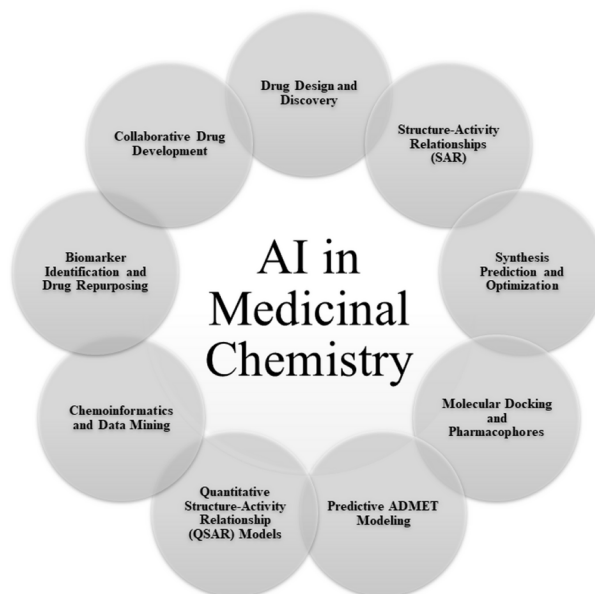 Drug Design and
Discovery
Structure-Activity
Relationships
(SAR)
Synthesis
Prediction and
Optimization
Molecular Docking
and
Pharmacophores
Predictive ADMET
Modeling
Quantitative
Structure-Activity
Relationship
(QSAR) Models
Chemoinformatics
and Data Mining
Biomarker
Identification and
Drug Repurposing
Collaborative Drug
Development
AI in
Medicinal
Chemistry